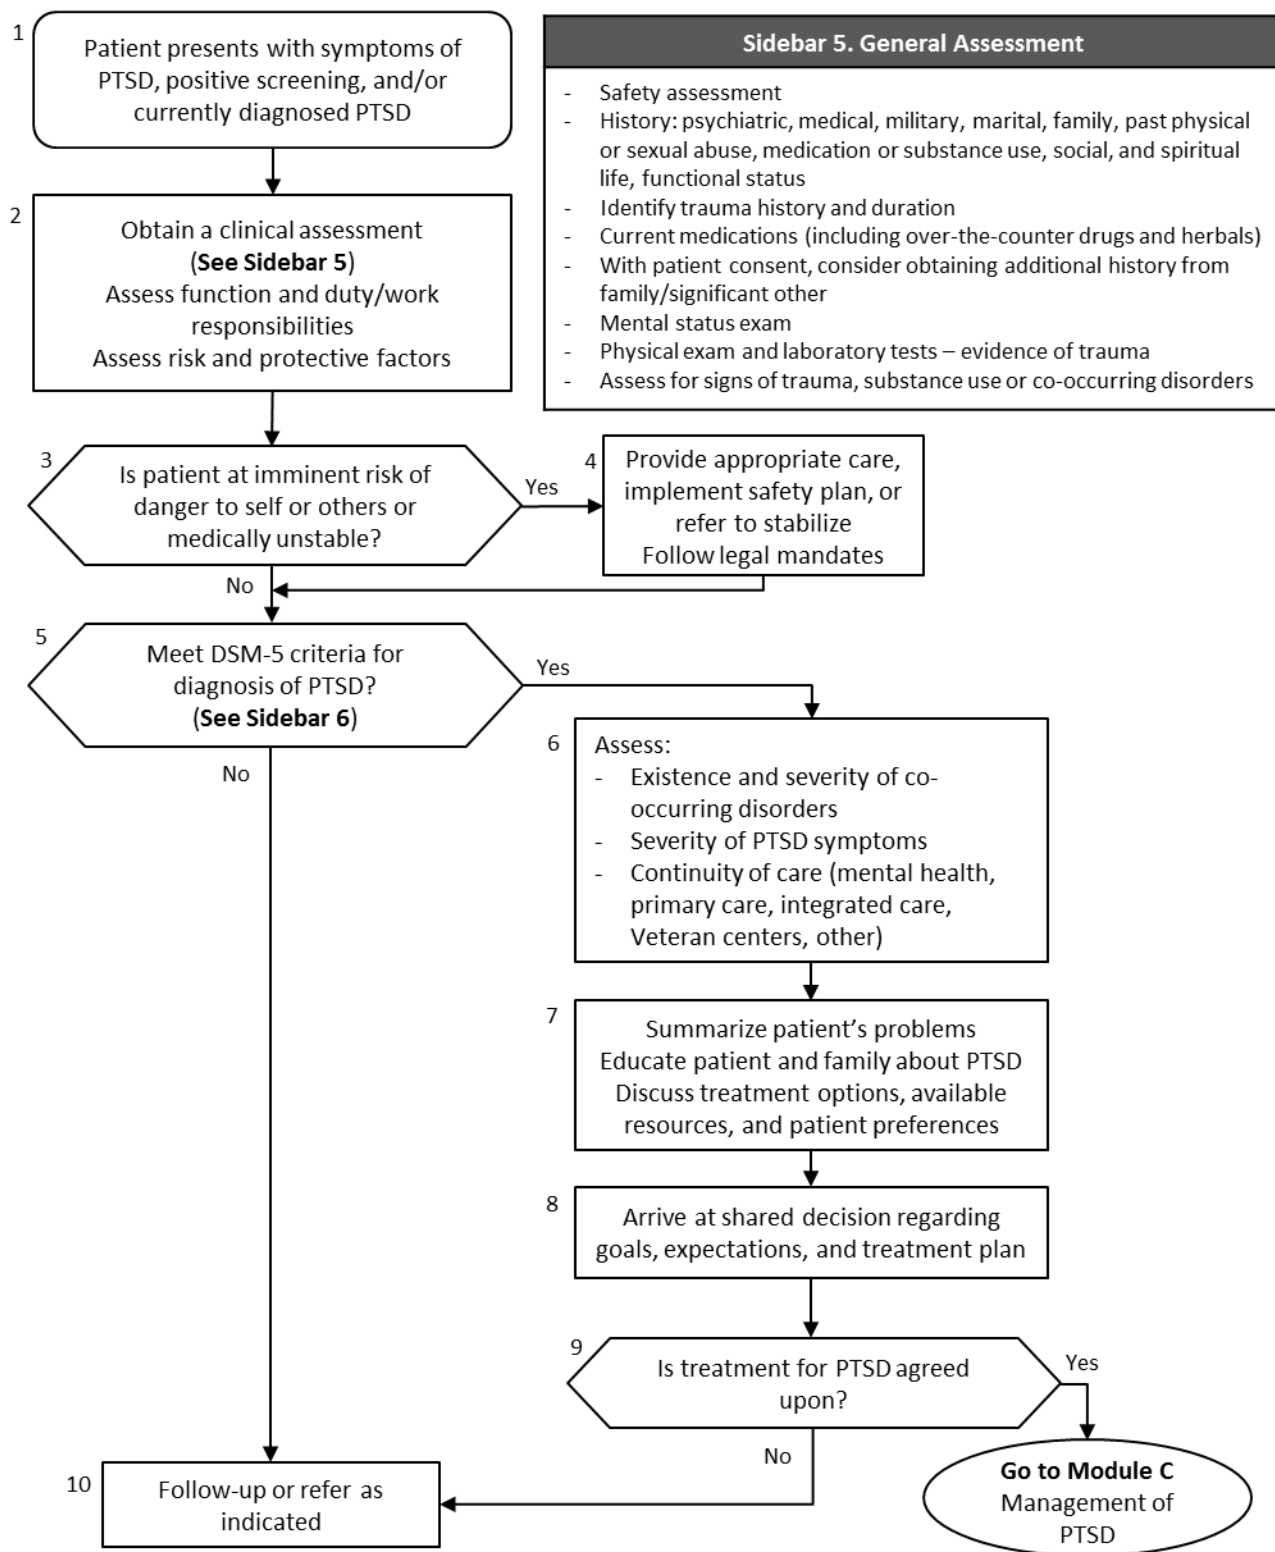 1
Patient presents with symptoms of
PTSD, positive screening, and/or
currently diagnosed PTSD
Sidebar 5. General Assessment
- Safety assessment
- History: psychiatric, medical, military, marital, family, past physical
or sexual abuse, medication or substance use, social, and spiritual
life, functional status
- Identify trauma history and duration
- Current medications (including over-the-counter drugs and herbals)
- With patient consent, consider obtaining additional history from
family/significant other
- Mental status exam
- Physical exam and laboratory tests – evidence of trauma
- Assess for signs of trauma, substance use or co-occurring disorders
2
Obtain a clinical assessment
(See Sidebar 5)
Assess function and duty/work
responsibilities
Assess risk and protective factors
3
Is patient at imminent risk of
danger to self or others or
medically unstable?
Yes
No
4
Provide appropriate care,
implement safety plan, or
refer to stabilize
Follow legal mandates
5
Meet DSM-5 criteria for
diagnosis of PTSD?
(See Sidebar 6)
Yes
No
6
Assess:
- Existence and severity of co-
occurring disorders
- Severity of PTSD symptoms
- Continuity of care (mental health,
primary care, integrated care,
Veteran centers, other)
7
Summarize patient’s problems
Educate patient and family about PTSD
Discuss treatment options, available
resources, and patient preferences
8
Arrive at shared decision regarding
goals, expectations, and treatment plan
9
Is treatment for PTSD agreed
upon?
Yes
No
10
Follow-up or refer as
indicated
Go to Module C
Management of
PTSD